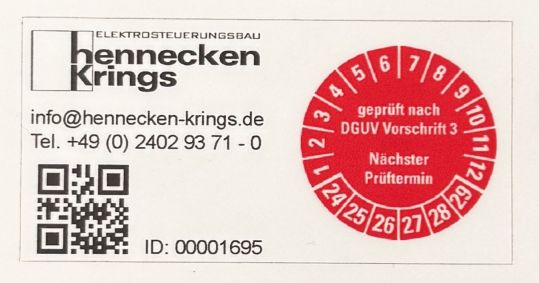 ELEKTROSTEUERUNGSBAU
hennecken
Krings
info@hennecken-krings.de
Tel. +49 (0) 2402 93 71 - 0
ID: 00001695
1 2 3 4 5 6 7 8 9 10 11 12
geprüft nach
DGUV Vorschrift 3
Nächster
Prüftermin
24 25 26 27 28 29